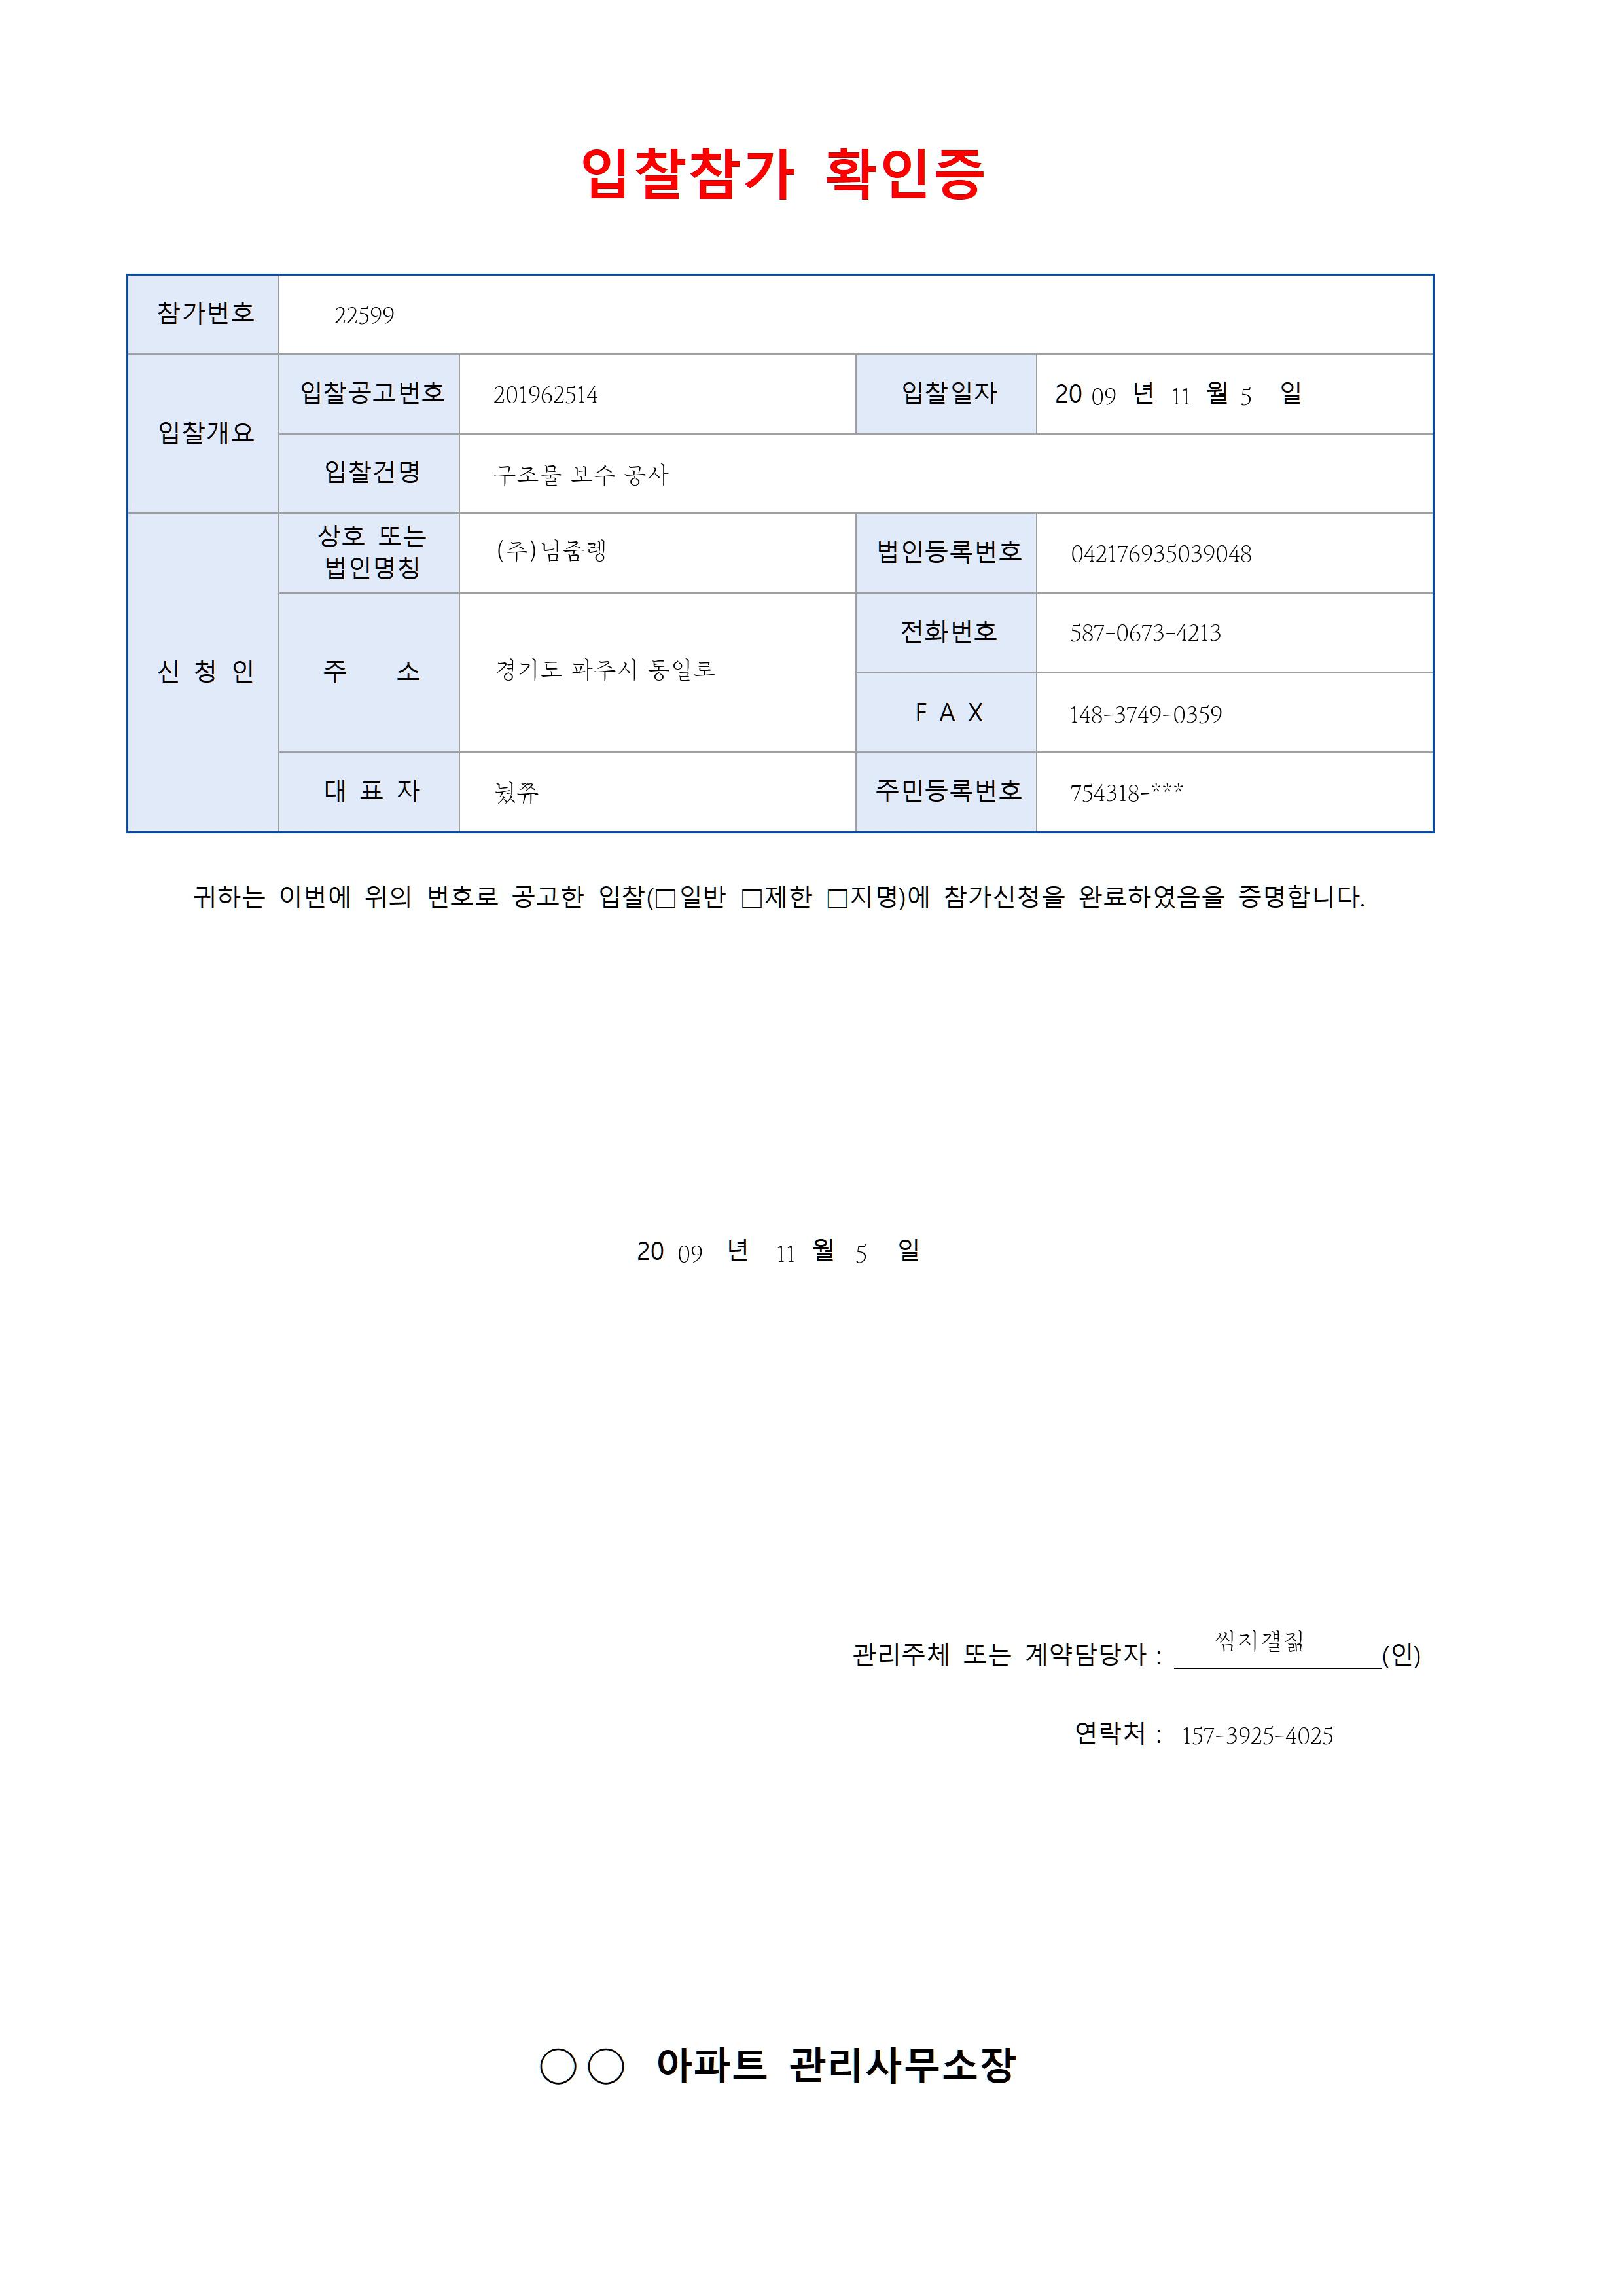 입찰참가 확인증
참가번호 22599
입찰개요 입찰공고번호 201962514 입찰일자 20 09 년 11 월 5 일
입찰건명 구조물 보수 공사
신 청 인 상호 또는 법인명칭 (주)님줌렝 법인등록번호 042176935039048
주 소 경기도 파주시 통일로 전화번호 587-0673-4213
F A X 148-3749-0359
대 표 자 주민등록번호 754318-***
귀하는 이번에 위의 번호로 공고한 입찰(□일반 □제한 □지명)에 참가신청을 완료하였음을 증명합니다.
20 09 년 11 월 5 일
관리주체 또는 계약담당자 : (인)
연락처 : 157-3925-4025
○○ 아파트 관리사무소장